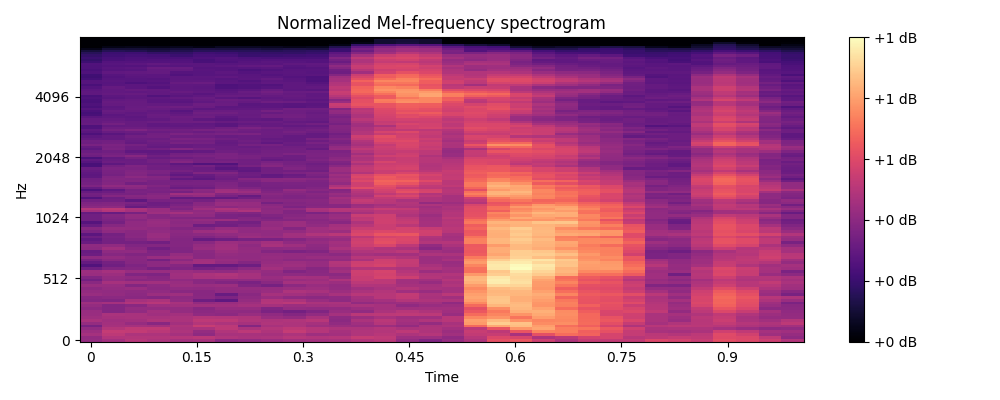 Normalized Mel-frequency spectrogram
+1 dB
4096
+1 dB
2048
+1 dB
Hz
1024
+0 dB
512
+0 dB
0
+0 dB
0 0.15 0.3 0.45 0.6 0.75 0.9
Time